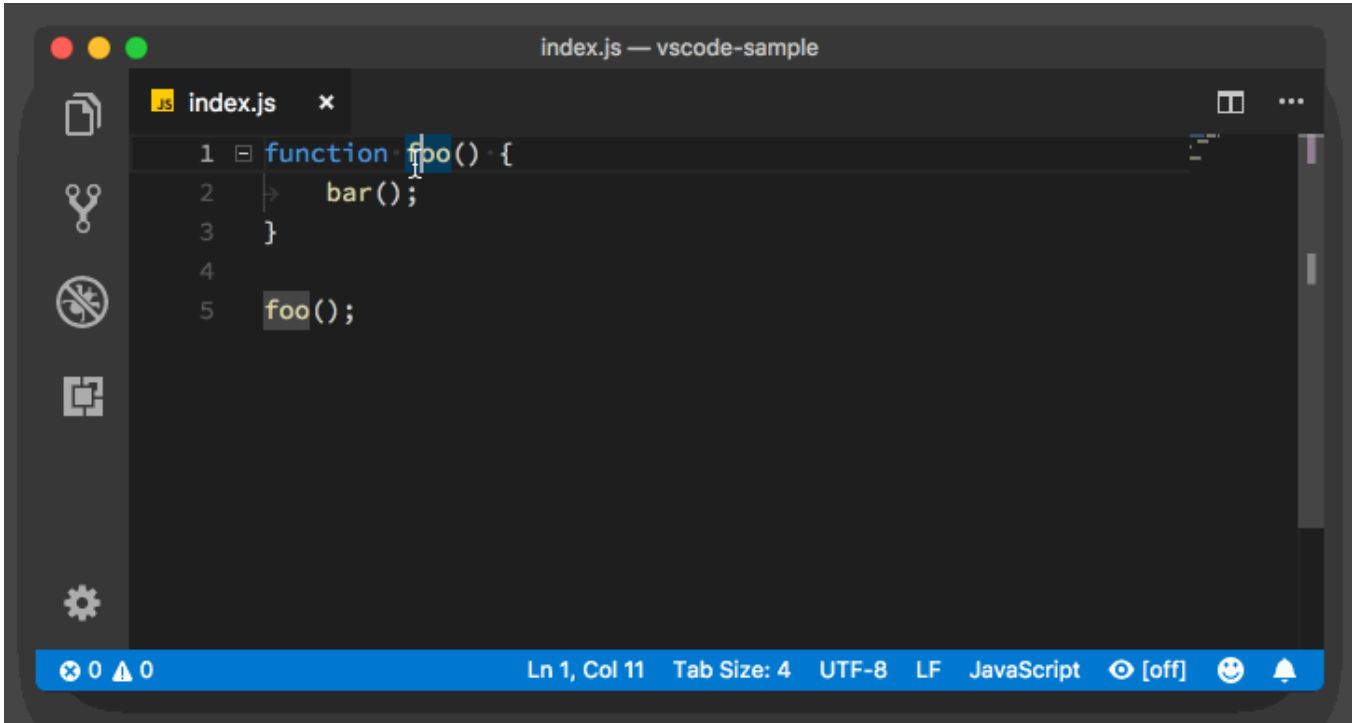 index.js — vscode-sample
JS index.js ×
1 function foo() {
2 bar();
3 }
4
5 foo();
0 0 Ln 1, Col 11 Tab Size: 4 UTF-8 LF JavaScript [off]